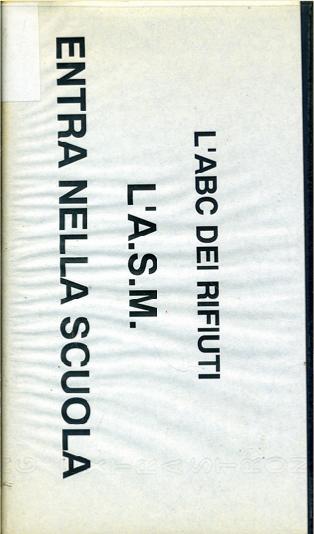 L'ABC DEI RIFIUTI
L'A.S.M.
ENTRA NELLA SCUOLA